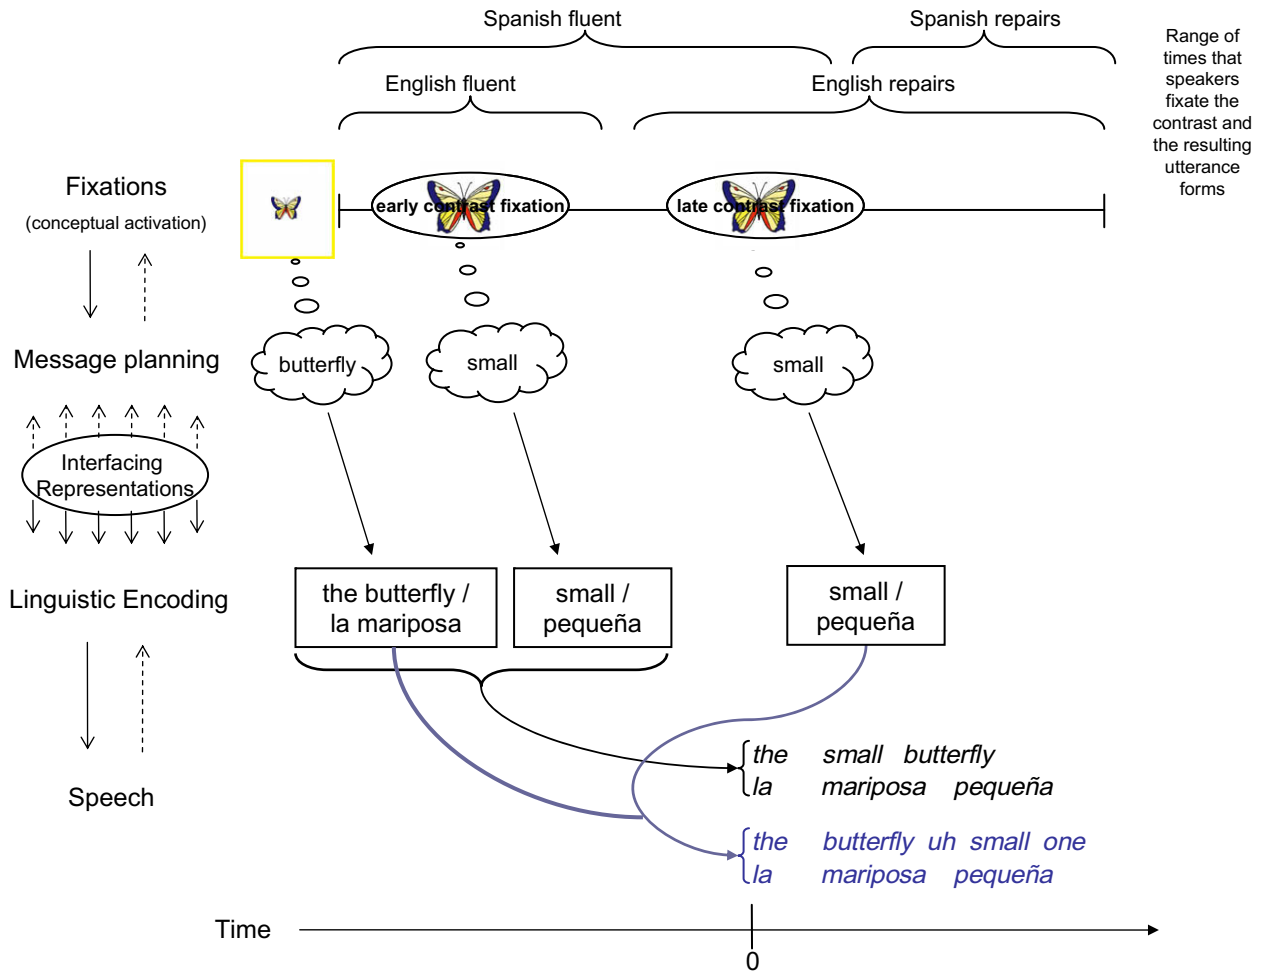 Spanish fluent
Spanish repairs
English fluent
English repairs
Range of
times that
speakers
fixate the
contrast and
the resulting
utterance
forms
Fixations
(conceptual activation)
early contrast fixation
late contrast fixation
Message planning
butterfly
small
small
Interfacing
Representations
Linguistic Encoding
the butterfly /
la mariposa
small /
pequeña
small /
pequeña
Speech
the small butterfly
la mariposa pequeña
the butterfly uh small one
la mariposa pequeña
Time
0